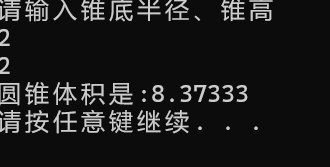 请输入锥底半径、锥高
2
2
圆锥体积是:8.37333
请按任意键继续. . .